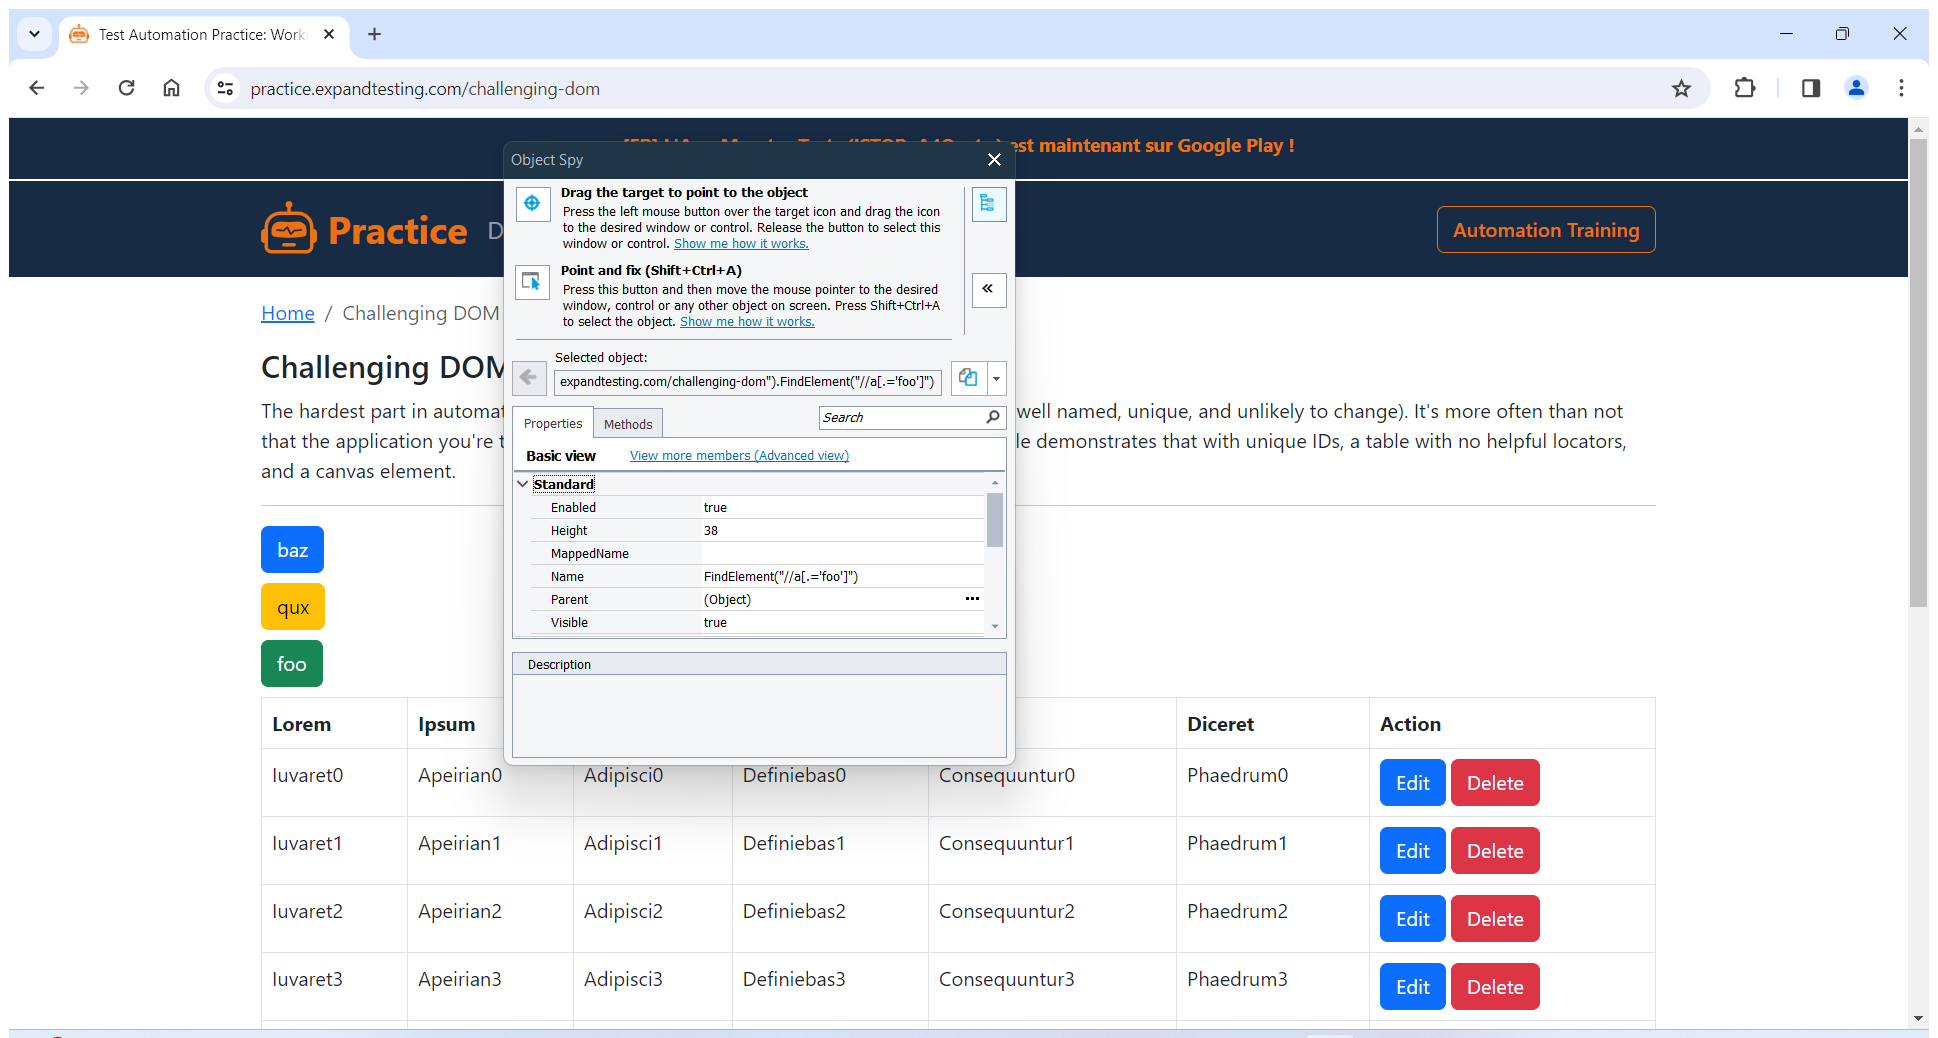 Test Automation Practice: Work
practice.expandtesting.com/challenging-dom
est maintenant sur Google Play !
Object Spy
Drag the target to point to the object
Press the left mouse button over the target icon and drag the icon
to the desired window or control. Release the button to select this
window or control. Show me how it works.
Point and fix (Shift+Ctrl+A)
Press this button and then move the mouse pointer to the desired
window, control or any other object on screen. Press Shift+Ctrl+A
to select the object. Show me how it works.
Selected object:
expandtesting.com/challenging-dom").FindElement("//a[.='foo']")
Properties
Methods
Search
Basic view
View more members (Advanced view)
Standard
Enabled true
Height 38
MappedName
Name FindElement("//a[.='foo']")
Parent (Object)
Visible true
Description
Practice D
Automation Training
Home / Challenging DOM
Challenging DOM
The hardest part in automa well named, unique, and unlikely to change). It's more often than not
that the application you're t le demonstrates that with unique IDs, a table with no helpful locators,
and a canvas element.
baz
qux
foo
Lorem Ipsum Diceret Action
Iuvaret0 Apeirian0 Adipisci0 Definiebas0 Consequuntur0 Phaedrum0 Edit Delete
Iuvaret1 Apeirian1 Adipisci1 Definiebas1 Consequuntur1 Phaedrum1 Edit Delete
Iuvaret2 Apeirian2 Adipisci2 Definiebas2 Consequuntur2 Phaedrum2 Edit Delete
Iuvaret3 Apeirian3 Adipisci3 Definiebas3 Consequuntur3 Phaedrum3 Edit Delete